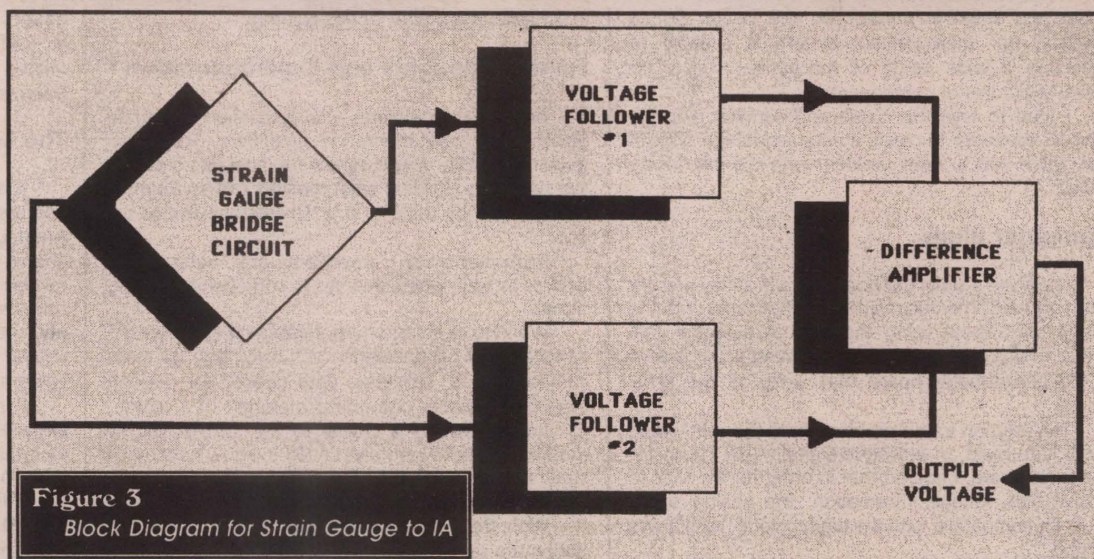 STRAIN
GAUGE
BRIDGE
CIRCUIT
VOLTAGE
FOLLOWER
#1
- DIFFERENCE
AMPLIFIER
VOLTAGE
FOLLOWER
#2
OUTPUT
VOLTAGE
Figure 3
Block Diagram for Strain Gauge to IA